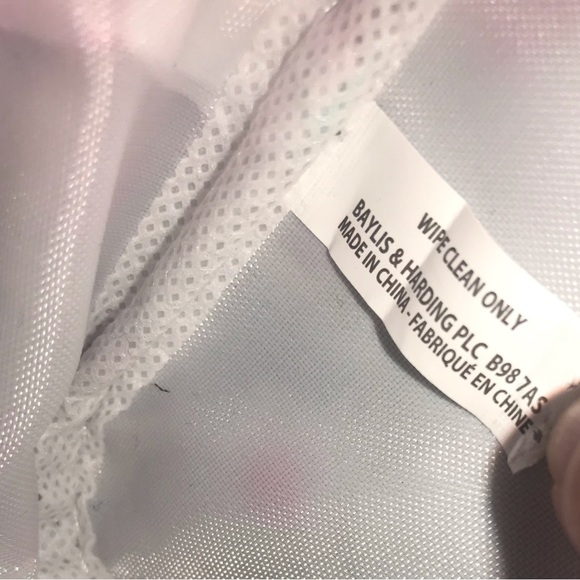 WIPE CLEAN ONLY
BAYLIS & HARDING PLC B98 7AS
MADE IN CHINA - FABRIQUÉ EN CHINE